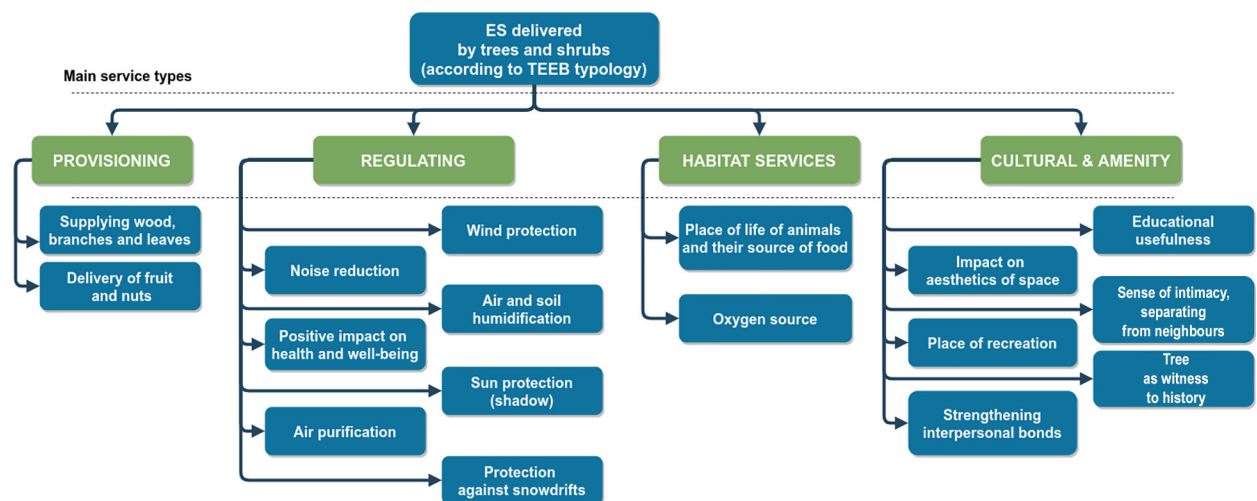 ES delivered
by trees and shrubs
(according to TEEB typology)
Main service types
PROVISIONING
REGULATING
HABITAT SERVICES
CULTURAL & AMENITY
Supplying wood,
branches and leaves
Delivery of fruit
and nuts
Wind protection
Noise reduction
Air and soil
humidification
Positive impact on
health and well-being
Sun protection
(shadow)
Air purification
Protection
against snowdrifts
Place of life of animals
and their source of food
Oxygen source
Educational
usefulness
Impact on
aesthetics of space
Sense of intimacy,
separating
from neighbours
Place of recreation
Tree
as witness
to history
Strengthening
interpersonal bonds